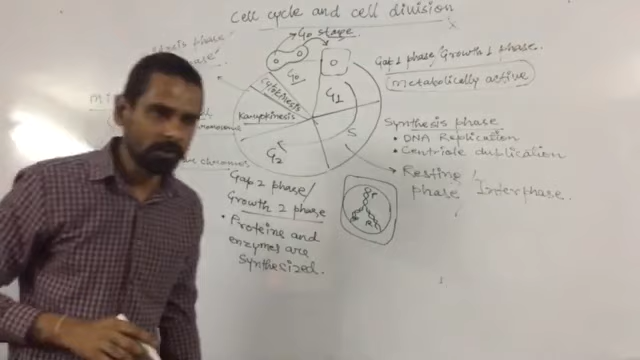 Cell cycle and cell division
G0 stage
Gap 1 phase/Growth 1 phase.
metabolically active
G0
Cytokinesis
G1
Karyokinesis
S
G2
Synthesis phase
• DNA Replication
• Centriole duplication
Resting /
phase Interphase.
Gap 2 phase/
Growth 2 phase
• Proteins and
enzymes are
synthesized.